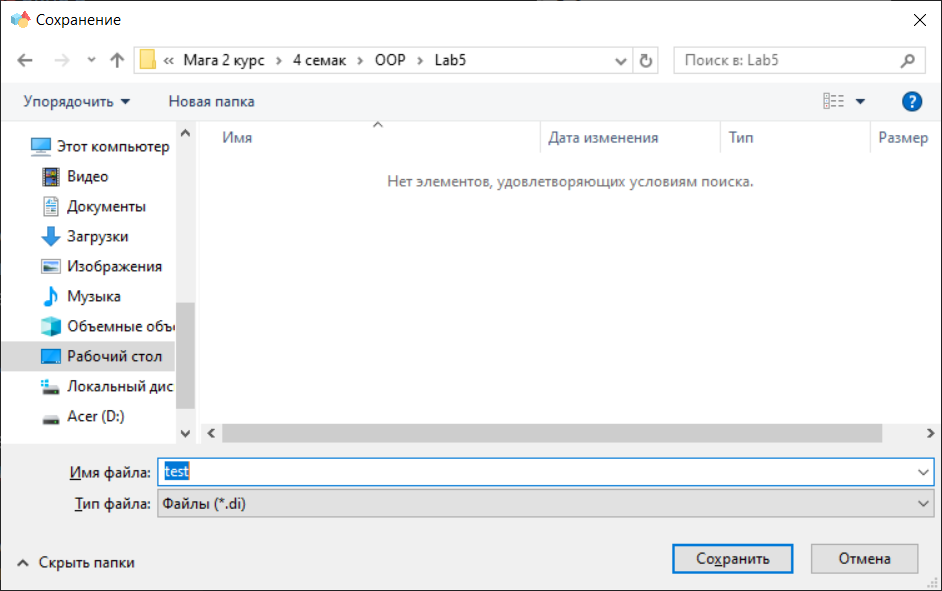 Сохранение
« Мага 2 курс › 4 семак › ООР › Lab5
Поиск в: Lab5
Упорядочить
Новая папка
?
Имя
Дата изменения
Тип
Размер
Нет элементов, удовлетворяющих условиям поиска.
Этот компьютер
Видео
Документы
Загрузки
Изображения
Музыка
Объемные объ
Рабочий стол
Локальный дис
Acer (D:)
Имя файла: test
Тип файла: Файлы (*.di)
Скрыть папки
Сохранить
Отмена